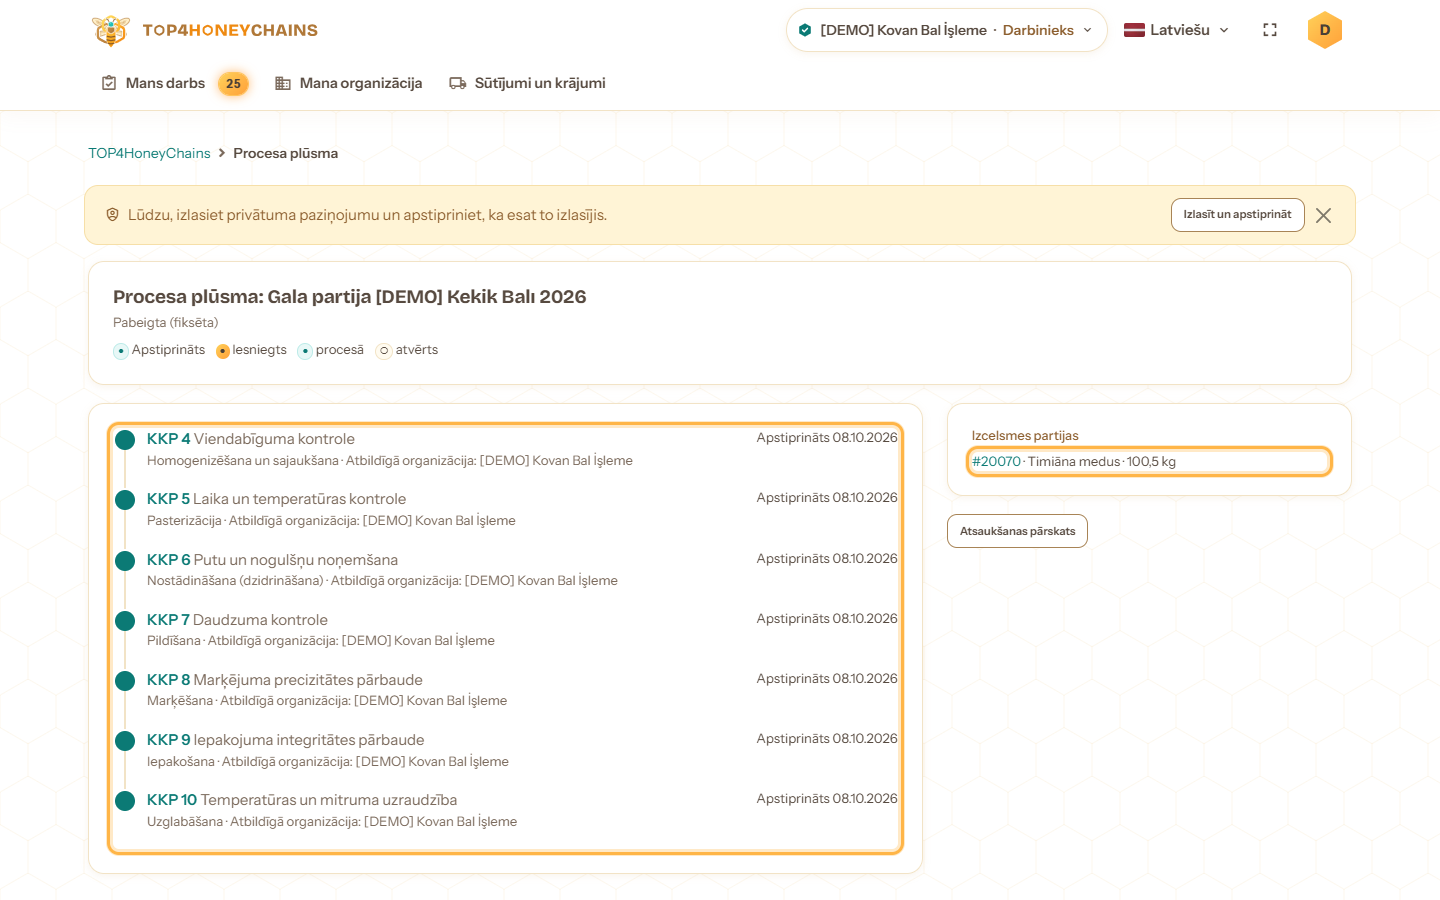 TOP4HONEYCHAINS
[DEMO] Kovan Bal İşleme · Darbinieks
Latviešu
D
Mans darbs 25
Mana organizācija
Sūtījumi un krājumi
TOP4HoneyChains > Procesa plūsma
Lūdzu, izlasiet privātuma paziņojumu un apstipriniet, ka esat to izlasījis.
Izlasīt un apstiprināt
Procesa plūsma: Gala partija [DEMO] Kekik Balı 2026
Pabeigta (fiksēta)
Apstiprināts Iesniegts procesā atvērts
KKP 4 Viendabīguma kontrole Apstiprināts 08.10.2026
Homogenizēšana un sajaukšana · Atbildīgā organizācija: [DEMO] Kovan Bal İşleme
KKP 5 Laika un temperatūras kontrole Apstiprināts 08.10.2026
Pasterizācija · Atbildīgā organizācija: [DEMO] Kovan Bal İşleme
KKP 6 Putu un nogulšņu noņemšana Apstiprināts 08.10.2026
Nostādināšana (dzidrināšana) · Atbildīgā organizācija: [DEMO] Kovan Bal İşleme
KKP 7 Daudzuma kontrole Apstiprināts 08.10.2026
Pildīšana · Atbildīgā organizācija: [DEMO] Kovan Bal İşleme
KKP 8 Marķējuma precizitātes pārbaude Apstiprināts 08.10.2026
Marķēšana · Atbildīgā organizācija: [DEMO] Kovan Bal İşleme
KKP 9 Iepakojuma integritātes pārbaude Apstiprināts 08.10.2026
Iepakošana · Atbildīgā organizācija: [DEMO] Kovan Bal İşleme
KKP 10 Temperatūras un mitruma uzraudzība Apstiprināts 08.10.2026
Uzglabāšana · Atbildīgā organizācija: [DEMO] Kovan Bal İşleme
Izcelsmes partijas
#20070 · Timiāna medus · 100,5 kg
Atsaukšanas pārskats